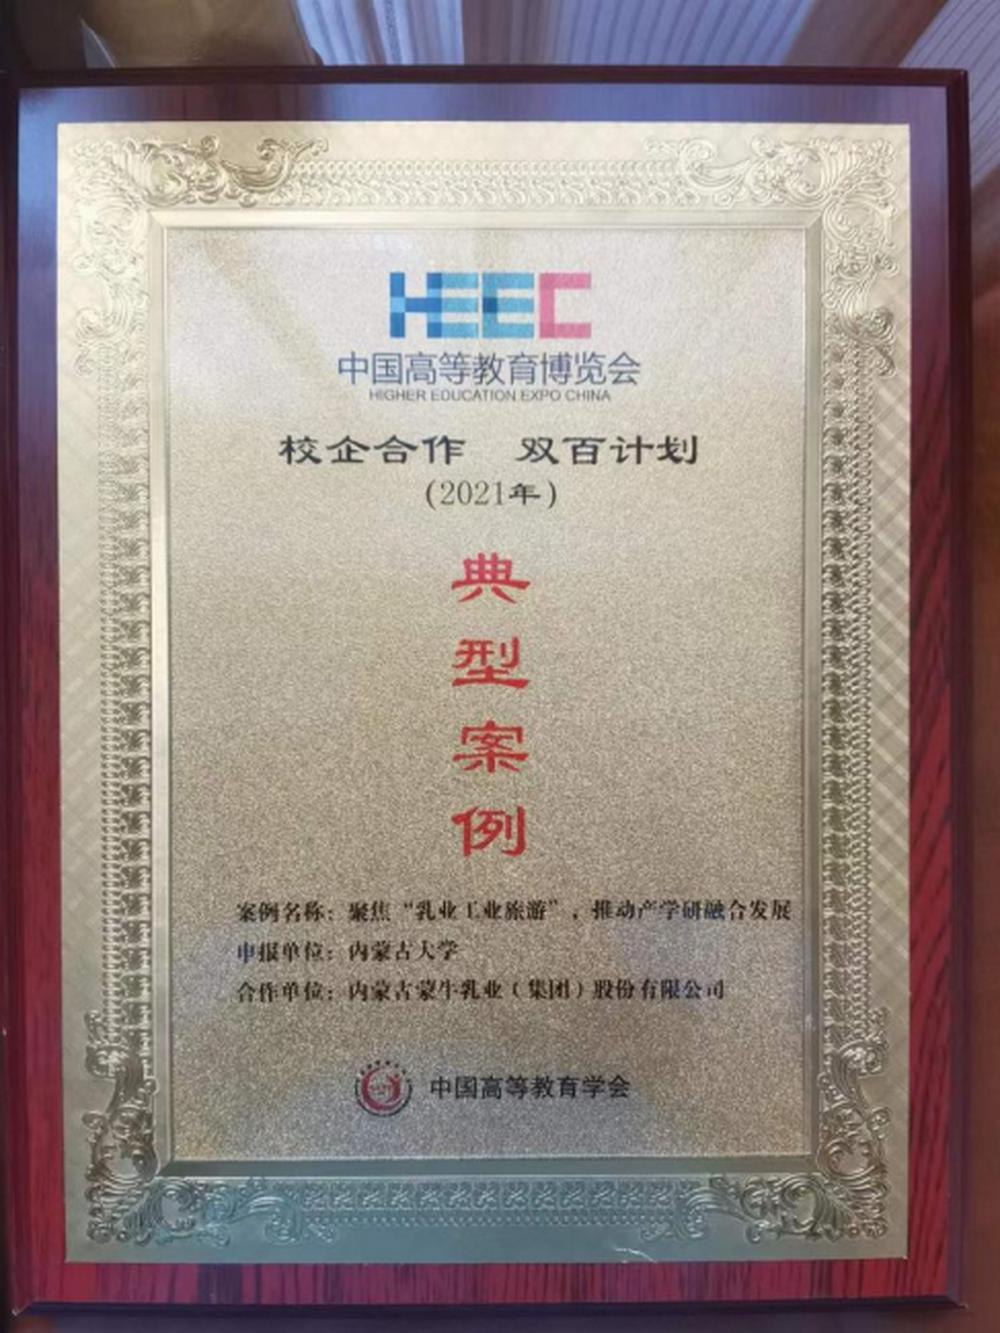 HEEC
中国高等教育博览会
HIGHER EDUCATION EXPO CHINA
校企合作 双百计划
(2021年)
典
型
案
例
案例名称：聚焦“乳业工业旅游”，推动产学研融合发展
申报单位：内蒙古大学
合作单位：内蒙古蒙牛乳业（集团）股份有限公司
中国高等教育学会